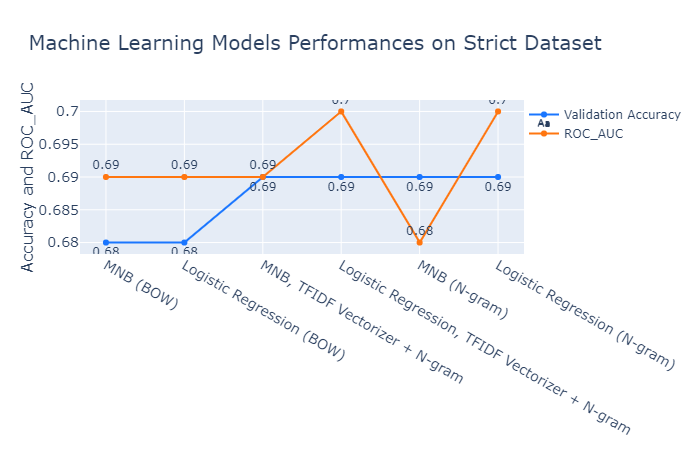 Machine Learning Models Performances on Strict Dataset
Accuracy and ROC_AUC
0.7
0.695
0.69
0.685
0.68
0.69
0.69
0.69
0.7
0.68
0.7
0.68
0.68
0.69
0.69
0.69
0.69
MNB (BOW)
Logistic Regression (BOW)
MNB, TFIDF Vectorizer + N-gram
Logistic Regression, TFIDF Vectorizer + N-gram
MNB (N-gram)
Logistic Regression (N-gram)
Validation Accuracy
Aa
ROC_AUC